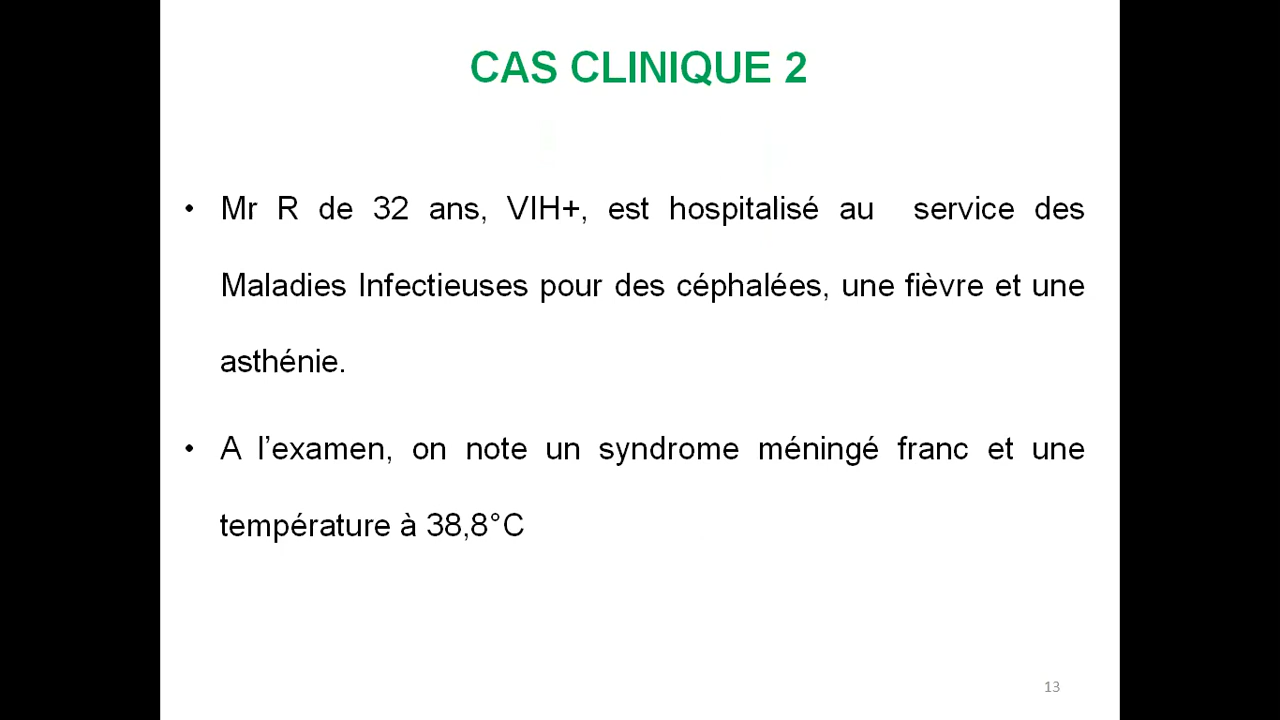 CAS CLINIQUE 2
• Mr R de 32 ans, VIH+, est hospitalisé au service des
Maladies Infectieuses pour des céphalées, une fièvre et une
asthénie.
• A l’examen, on note un syndrome méningé franc et une
température à 38,8°C
13